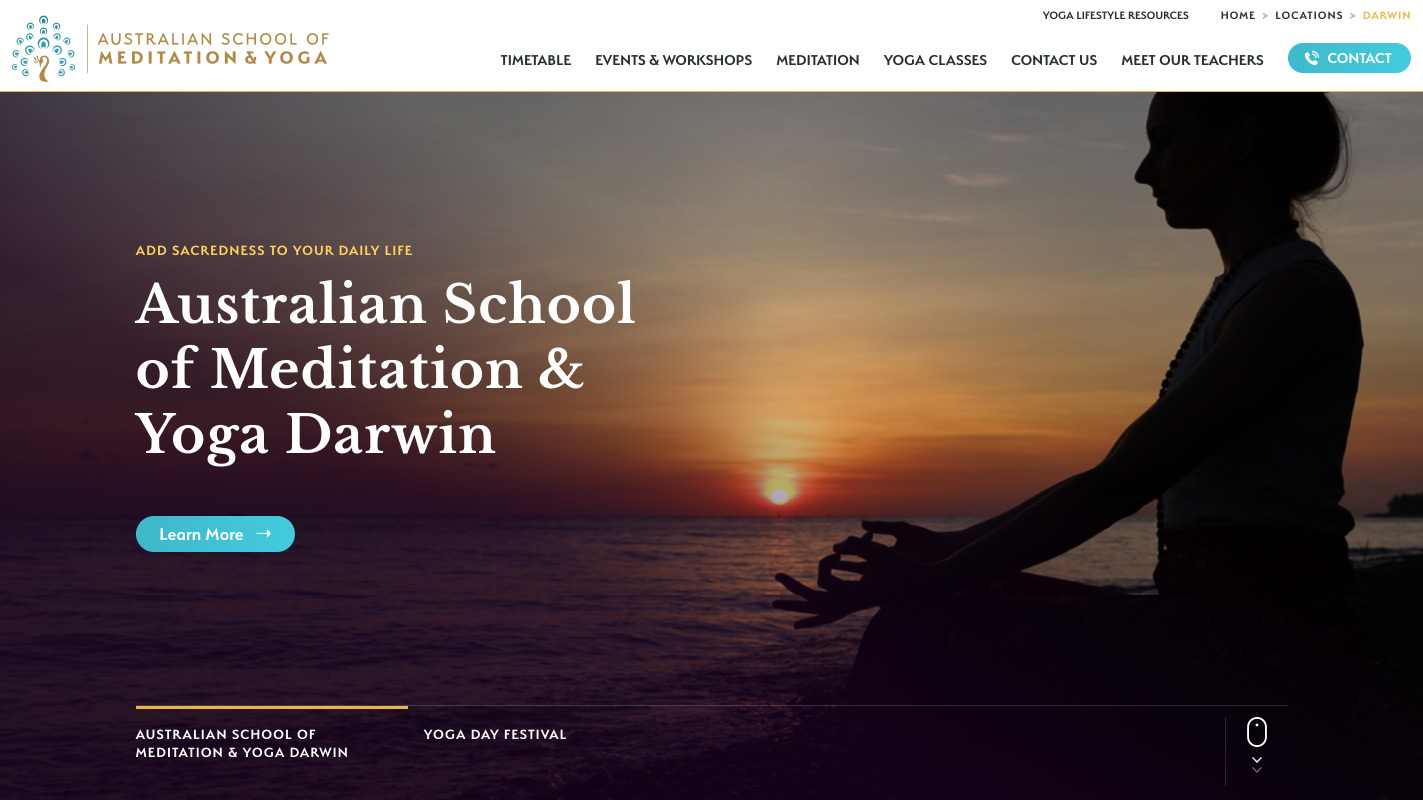 YOGA LIFESTYLE RESOURCES
HOME > LOCATIONS > DARWIN
AUSTRALIAN SCHOOL OF
MEDITATION & YOGA
TIMETABLE
EVENTS & WORKSHOPS
MEDITATION
YOGA CLASSES
CONTACT US
MEET OUR TEACHERS
CONTACT
ADD SACREDNESS TO YOUR DAILY LIFE
Australian School
of Meditation &
Yoga Darwin
Learn More
AUSTRALIAN SCHOOL OF
MEDITATION & YOGA DARWIN
YOGA DAY FESTIVAL